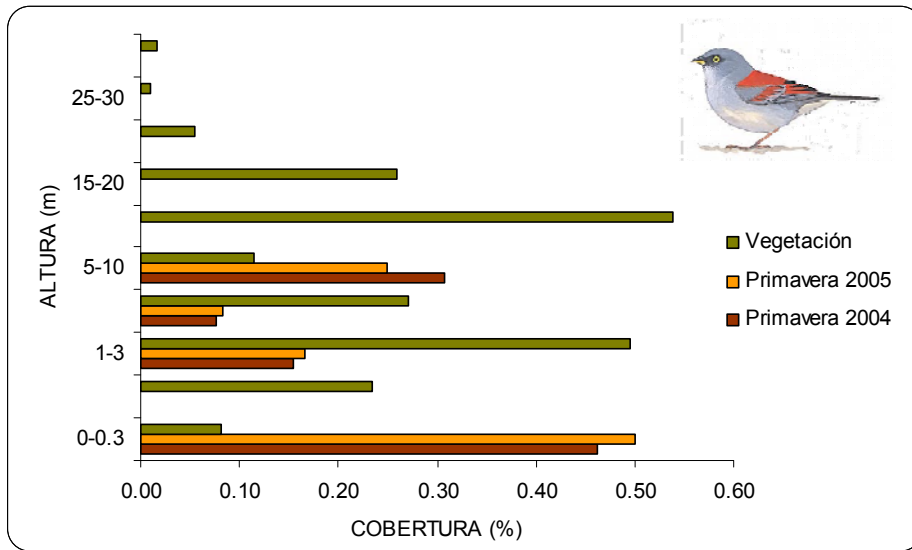 25-30
15-20
5-10
1-3
0-0.3
ALTURA (m)
0.00 0.10 0.20 0.30 0.40 0.50 0.60
COBERTURA (%)
Vegetación
Primavera 2005
Primavera 2004